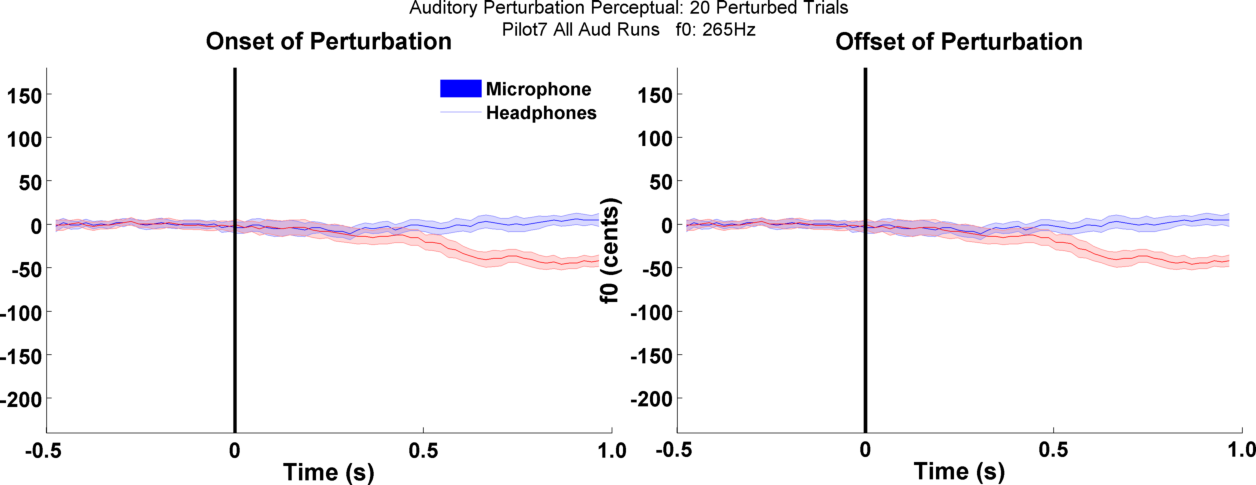 Auditory Perturbation Perceptual: 20 Perturbed Trials
Pilot7 All Aud Runs f0: 265Hz
Onset of Perturbation
Microphone
Headphones
150
100
50
0
-50
-100
-150
-200
-0.5 0 0.5 1.0
Time (s)
Offset of Perturbation
f0 (cents)
150
100
50
0
-50
-100
-150
-200
-0.5 0 0.5 1.0
Time (s)